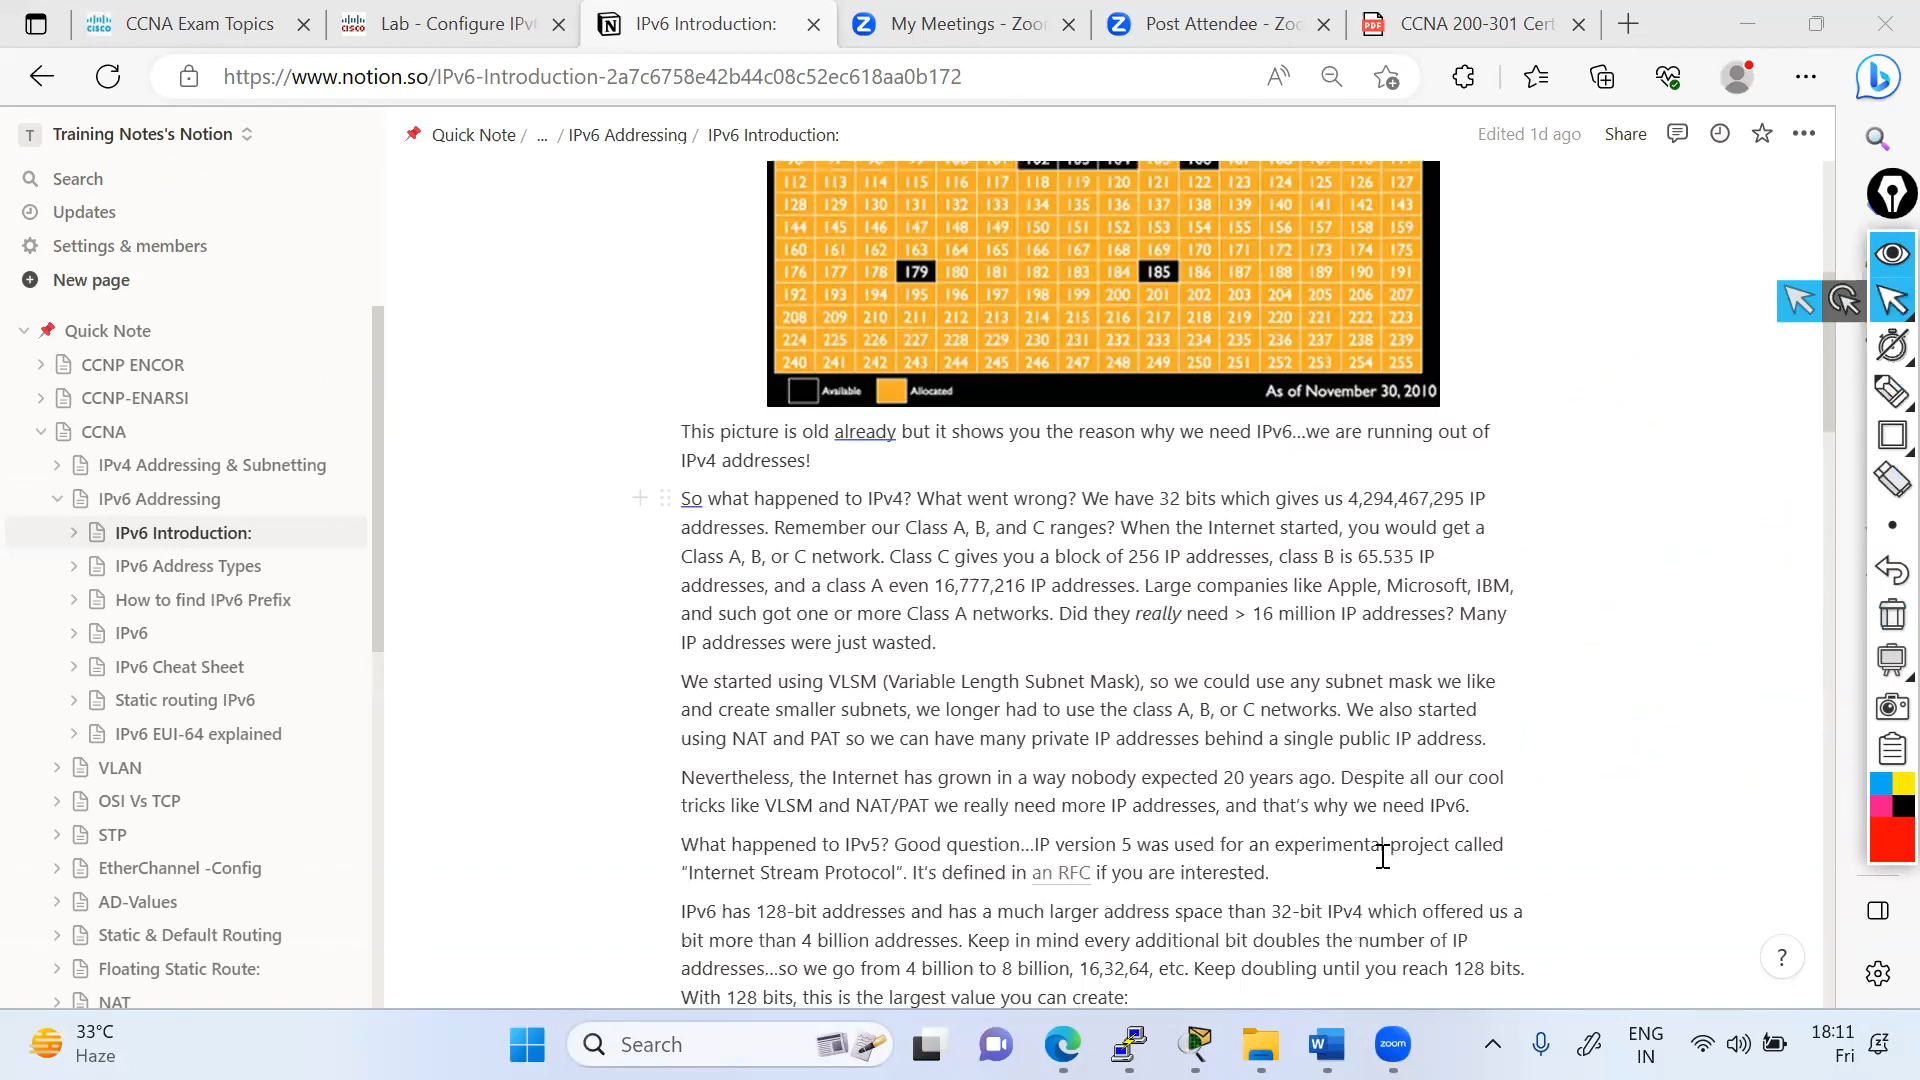 CCNA Exam Topics
Lab - Configure IPv
IPv6 Introduction:
My Meetings - Zoo
Post Attendee - Zoo
CCNA 200-301 Cert
https://www.notion.so/IPv6-Introduction-2a7c6758e42b44c08c52ec618aa0b172
T Training Notes's Notion
Quick Note / ... / IPv6 Addressing / IPv6 Introduction:
Edited 1d ago Share
Search
Updates
Settings & members
New page
Quick Note
CCNP ENCOR
CCNP-ENARSI
CCNA
IPv4 Addressing & Subnetting
IPv6 Addressing
IPv6 Introduction:
IPv6 Address Types
How to find IPv6 Prefix
IPv6
IPv6 Cheat Sheet
Static routing IPv6
IPv6 EUI-64 explained
VLAN
OSI Vs TCP
STP
EtherChannel -Config
AD-Values
Static & Default Routing
Floating Static Route:
NAT
112 113 114 115 116 117 118 119 120 121 122 123 124 125 126 127
128 129 130 131 132 133 134 135 136 137 138 139 140 141 142 143
144 145 146 147 148 149 150 151 152 153 154 155 156 157 158 159
160 161 162 163 164 165 166 167 168 169 170 171 172 173 174 175
176 177 178 179 180 181 182 183 184 185 186 187 188 189 190 191
192 193 194 195 196 197 198 199 200 201 202 203 204 205 206 207
208 209 210 211 212 213 214 215 216 217 218 219 220 221 222 223
224 225 226 227 228 229 230 231 232 233 234 235 236 237 238 239
240 241 242 243 244 245 246 247 248 249 250 251 252 253 254 255
Available Allocated As of November 30, 2010
This picture is old already but it shows you the reason why we need IPv6...we are running out of
IPv4 addresses!
So what happened to IPv4? What went wrong? We have 32 bits which gives us 4,294,467,295 IP
addresses. Remember our Class A, B, and C ranges? When the Internet started, you would get a
Class A, B, or C network. Class C gives you a block of 256 IP addresses, class B is 65.535 IP
addresses, and a class A even 16,777,216 IP addresses. Large companies like Apple, Microsoft, IBM,
and such got one or more Class A networks. Did they really need > 16 million IP addresses? Many
IP addresses were just wasted.
We started using VLSM (Variable Length Subnet Mask), so we could use any subnet mask we like
and create smaller subnets, we longer had to use the class A, B, or C networks. We also started
using NAT and PAT so we can have many private IP addresses behind a single public IP address.
Nevertheless, the Internet has grown in a way nobody expected 20 years ago. Despite all our cool
tricks like VLSM and NAT/PAT we really need more IP addresses, and that's why we need IPv6.
What happened to IPv5? Good question...IP version 5 was used for an experimental project called
“Internet Stream Protocol“. It's defined in an RFC if you are interested.
IPv6 has 128-bit addresses and has a much larger address space than 32-bit IPv4 which offered us a
bit more than 4 billion addresses. Keep in mind every additional bit doubles the number of IP
addresses...so we go from 4 billion to 8 billion, 16,32,64, etc. Keep doubling until you reach 128 bits.
With 128 bits, this is the largest value you can create:
?
33°C
Haze
Search
zoom
ENG
IN
18:11
Fri